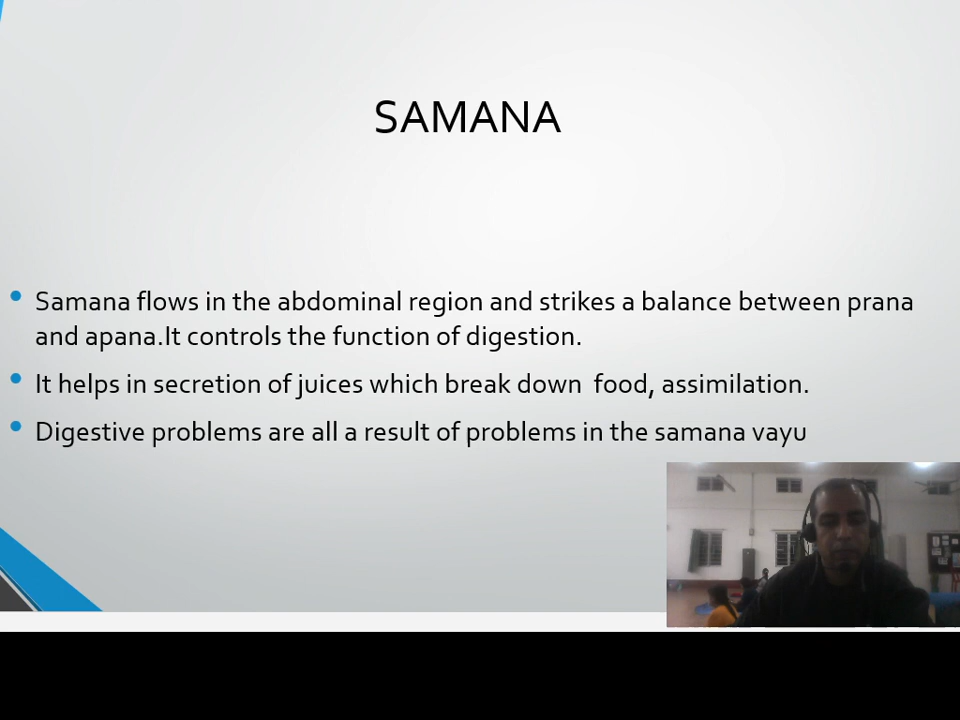 SAMANA
• Samana flows in the abdominal region and strikes a balance between prana
and apana.It controls the function of digestion.
• It helps in secretion of juices which break down  food, assimilation.
• Digestive problems are all a result of problems in the samana vayu